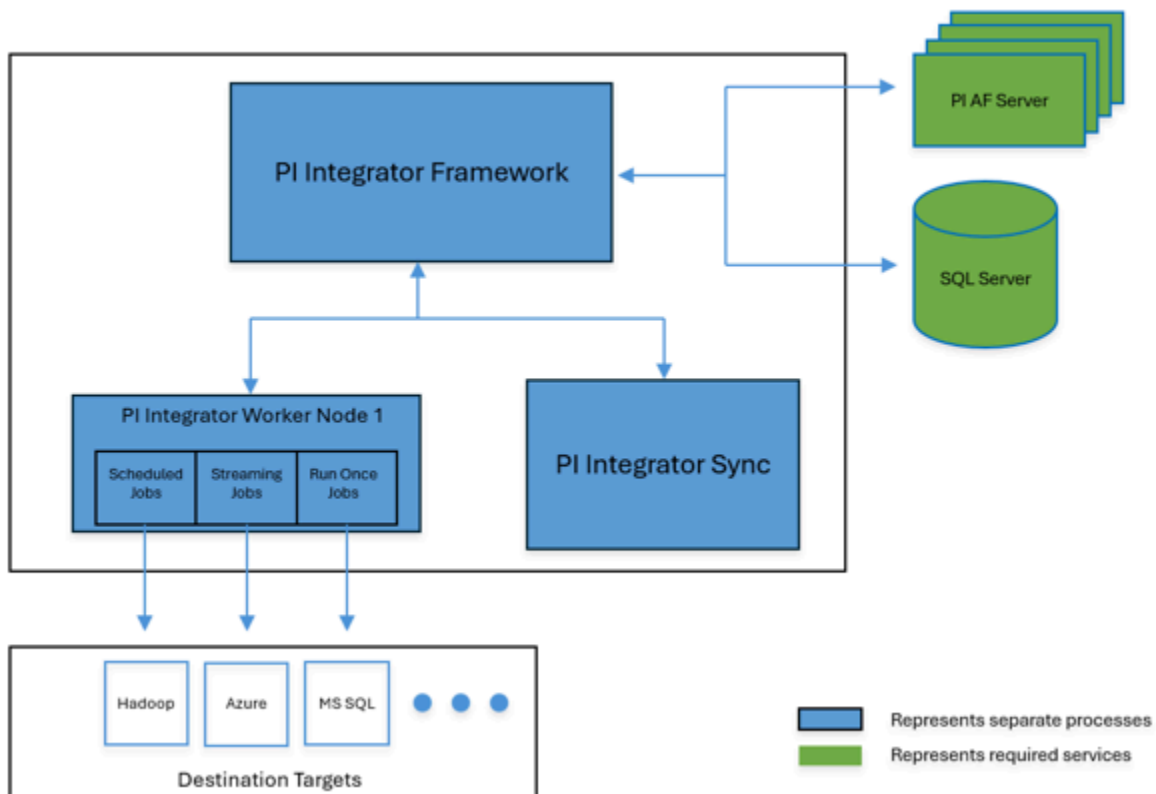 PI AF Server
PI Integrator Framework
SQL Server
PI Integrator Worker Node 1
Scheduled
Jobs
Streaming
Jobs
Run Once
Jobs
PI Integrator Sync
Hadoop
Azure
MS SQL
Destination Targets
Represents separate processes
Represents required services